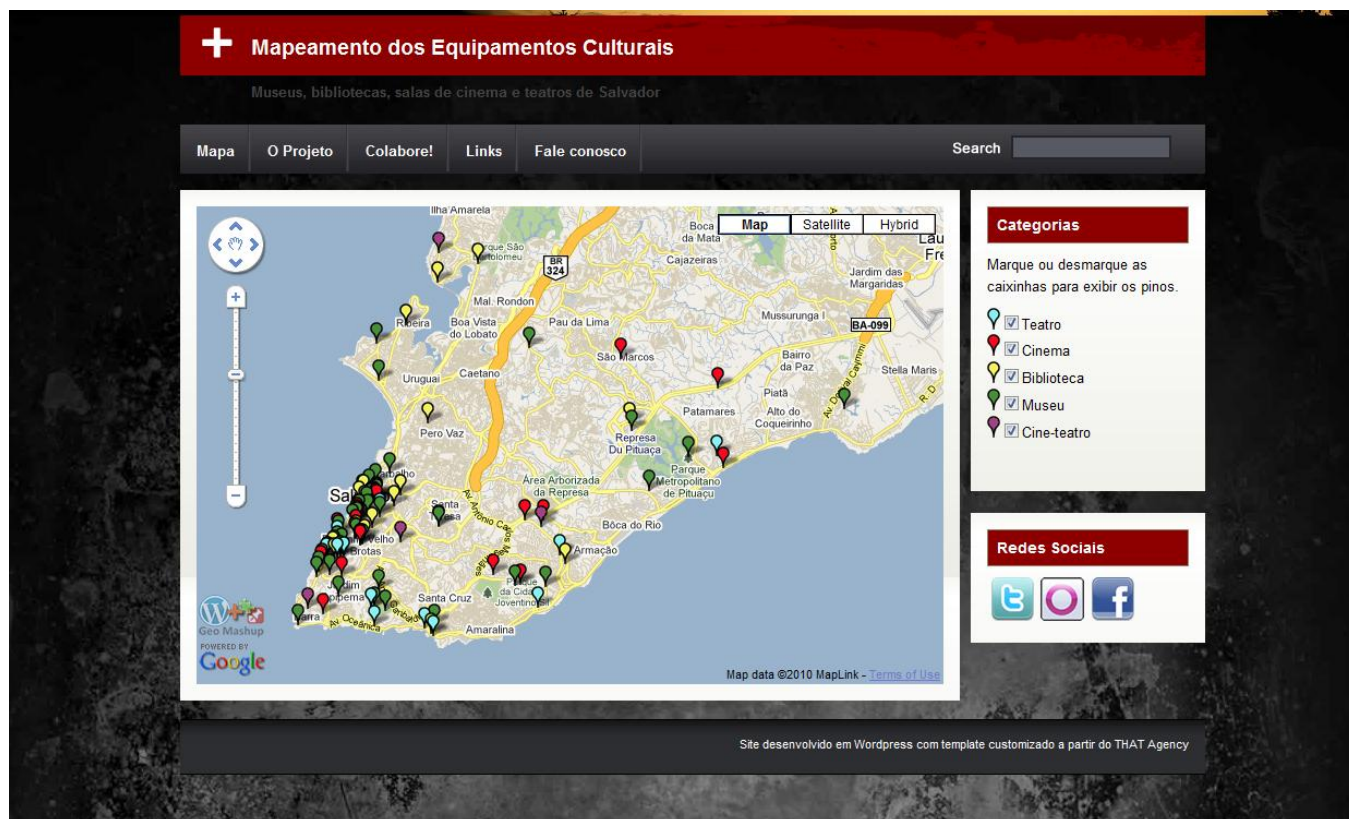 Mapeamento dos Equipamentos Culturais
Museus, bibliotecas, salas de cinema e teatros de Salvador
Mapa O Projeto Colabore! Links Fale conosco Search
Map Satellite Hybrid
Ilha Amarela
Boca da Mata
BR
324
Cajazeiras
Jardim das
Margaridas
Mal. Rondon
Boa Vista
do Lobato
Pau da Lima
Mussurunga I
BA-099
São Marcos
Bairro
da Paz
Stella Maris
Uruguai
Caetano
Piatã
Patamares
Alto do
Coqueirinho
Pero Vaz
Represa
Du Pituaçu
Parque
Metropolitano
de Pituaçu
Área Arborizada
da Represa
Bôca do Rio
Armação
Brotas
Santa Cruz
Amaralina
Av. Oceânica
Geo Mashup
POWERED BY
Google
Map data ©2010 MapLink - Terms of Use
Categorias
Marque ou desmarque as
caixinhas para exibir os pinos.
Teatro
Cinema
Biblioteca
Museu
Cine-teatro
Redes Sociais
Site desenvolvido em Wordpress com template customizado a partir do THAT Agency